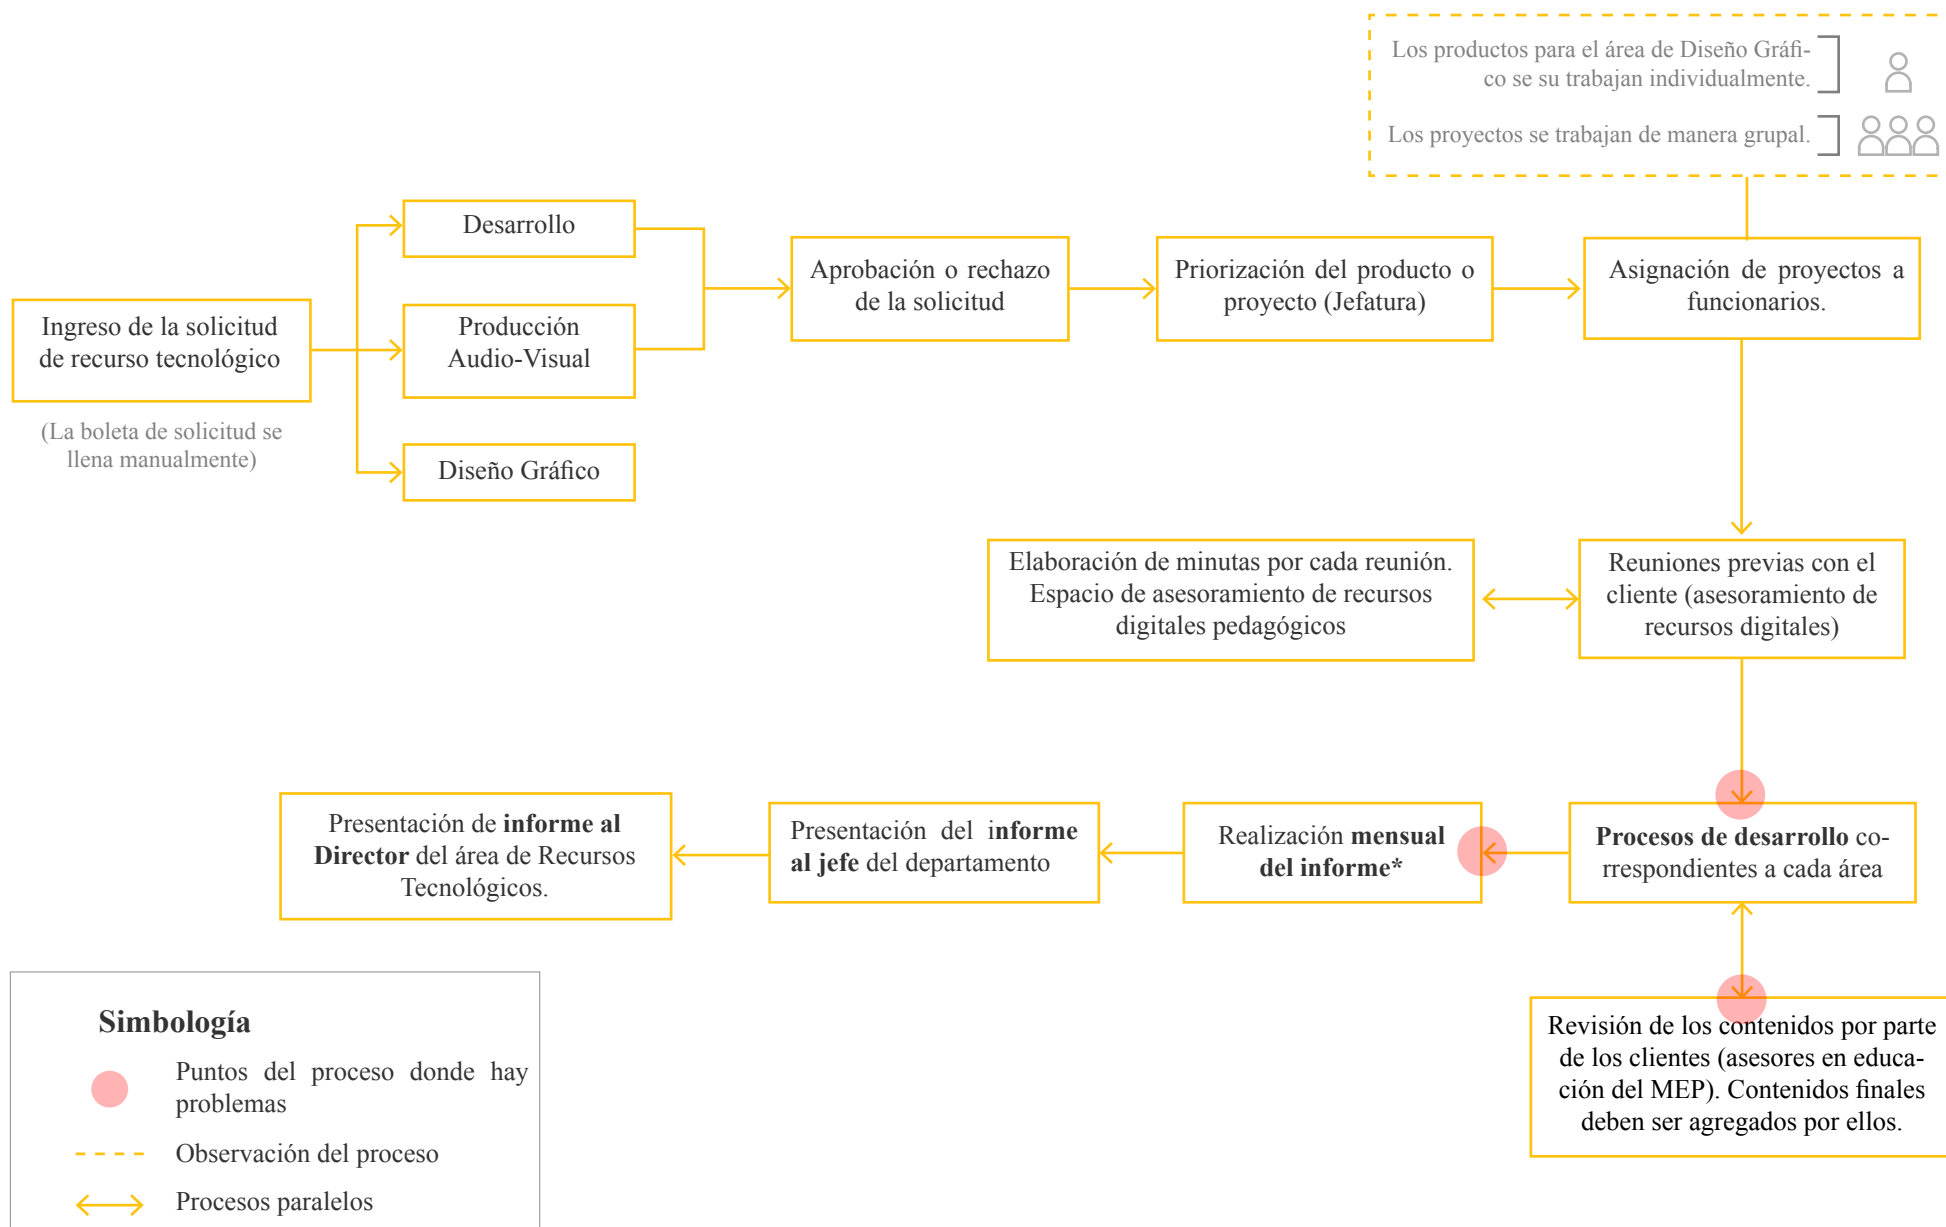 Los productos para el área de Diseño Gráfi-
co se su trabajan individualmente.
Los proyectos se trabajan de manera grupal.
Ingreso de la solicitud
de recurso tecnológico
(La boleta de solicitud se
llena manualmente)
Desarrollo
Producción
Audio-Visual
Diseño Gráfico
Aprobación o rechazo
de la solicitud
Priorización del producto o
proyecto (Jefatura)
Asignación de proyectos a
funcionarios.
Elaboración de minutas por cada reunión.
Espacio de asesoramiento de recursos
digitales pedagógicos
Reuniones previas con el
cliente (asesoramiento de
recursos digitales)
Presentación de informe al
Director del área de Recursos
Tecnológicos.
Presentación del informe
al jefe del departamento
Realización mensual
del informe*
Procesos de desarrollo co-
rrespondientes a cada área
Revisión de los contenidos por parte
de los clientes (asesores en educa-
ción del MEP). Contenidos finales
deben ser agregados por ellos.
Simbología
Puntos del proceso donde hay
problemas
Observación del proceso
Procesos paralelos